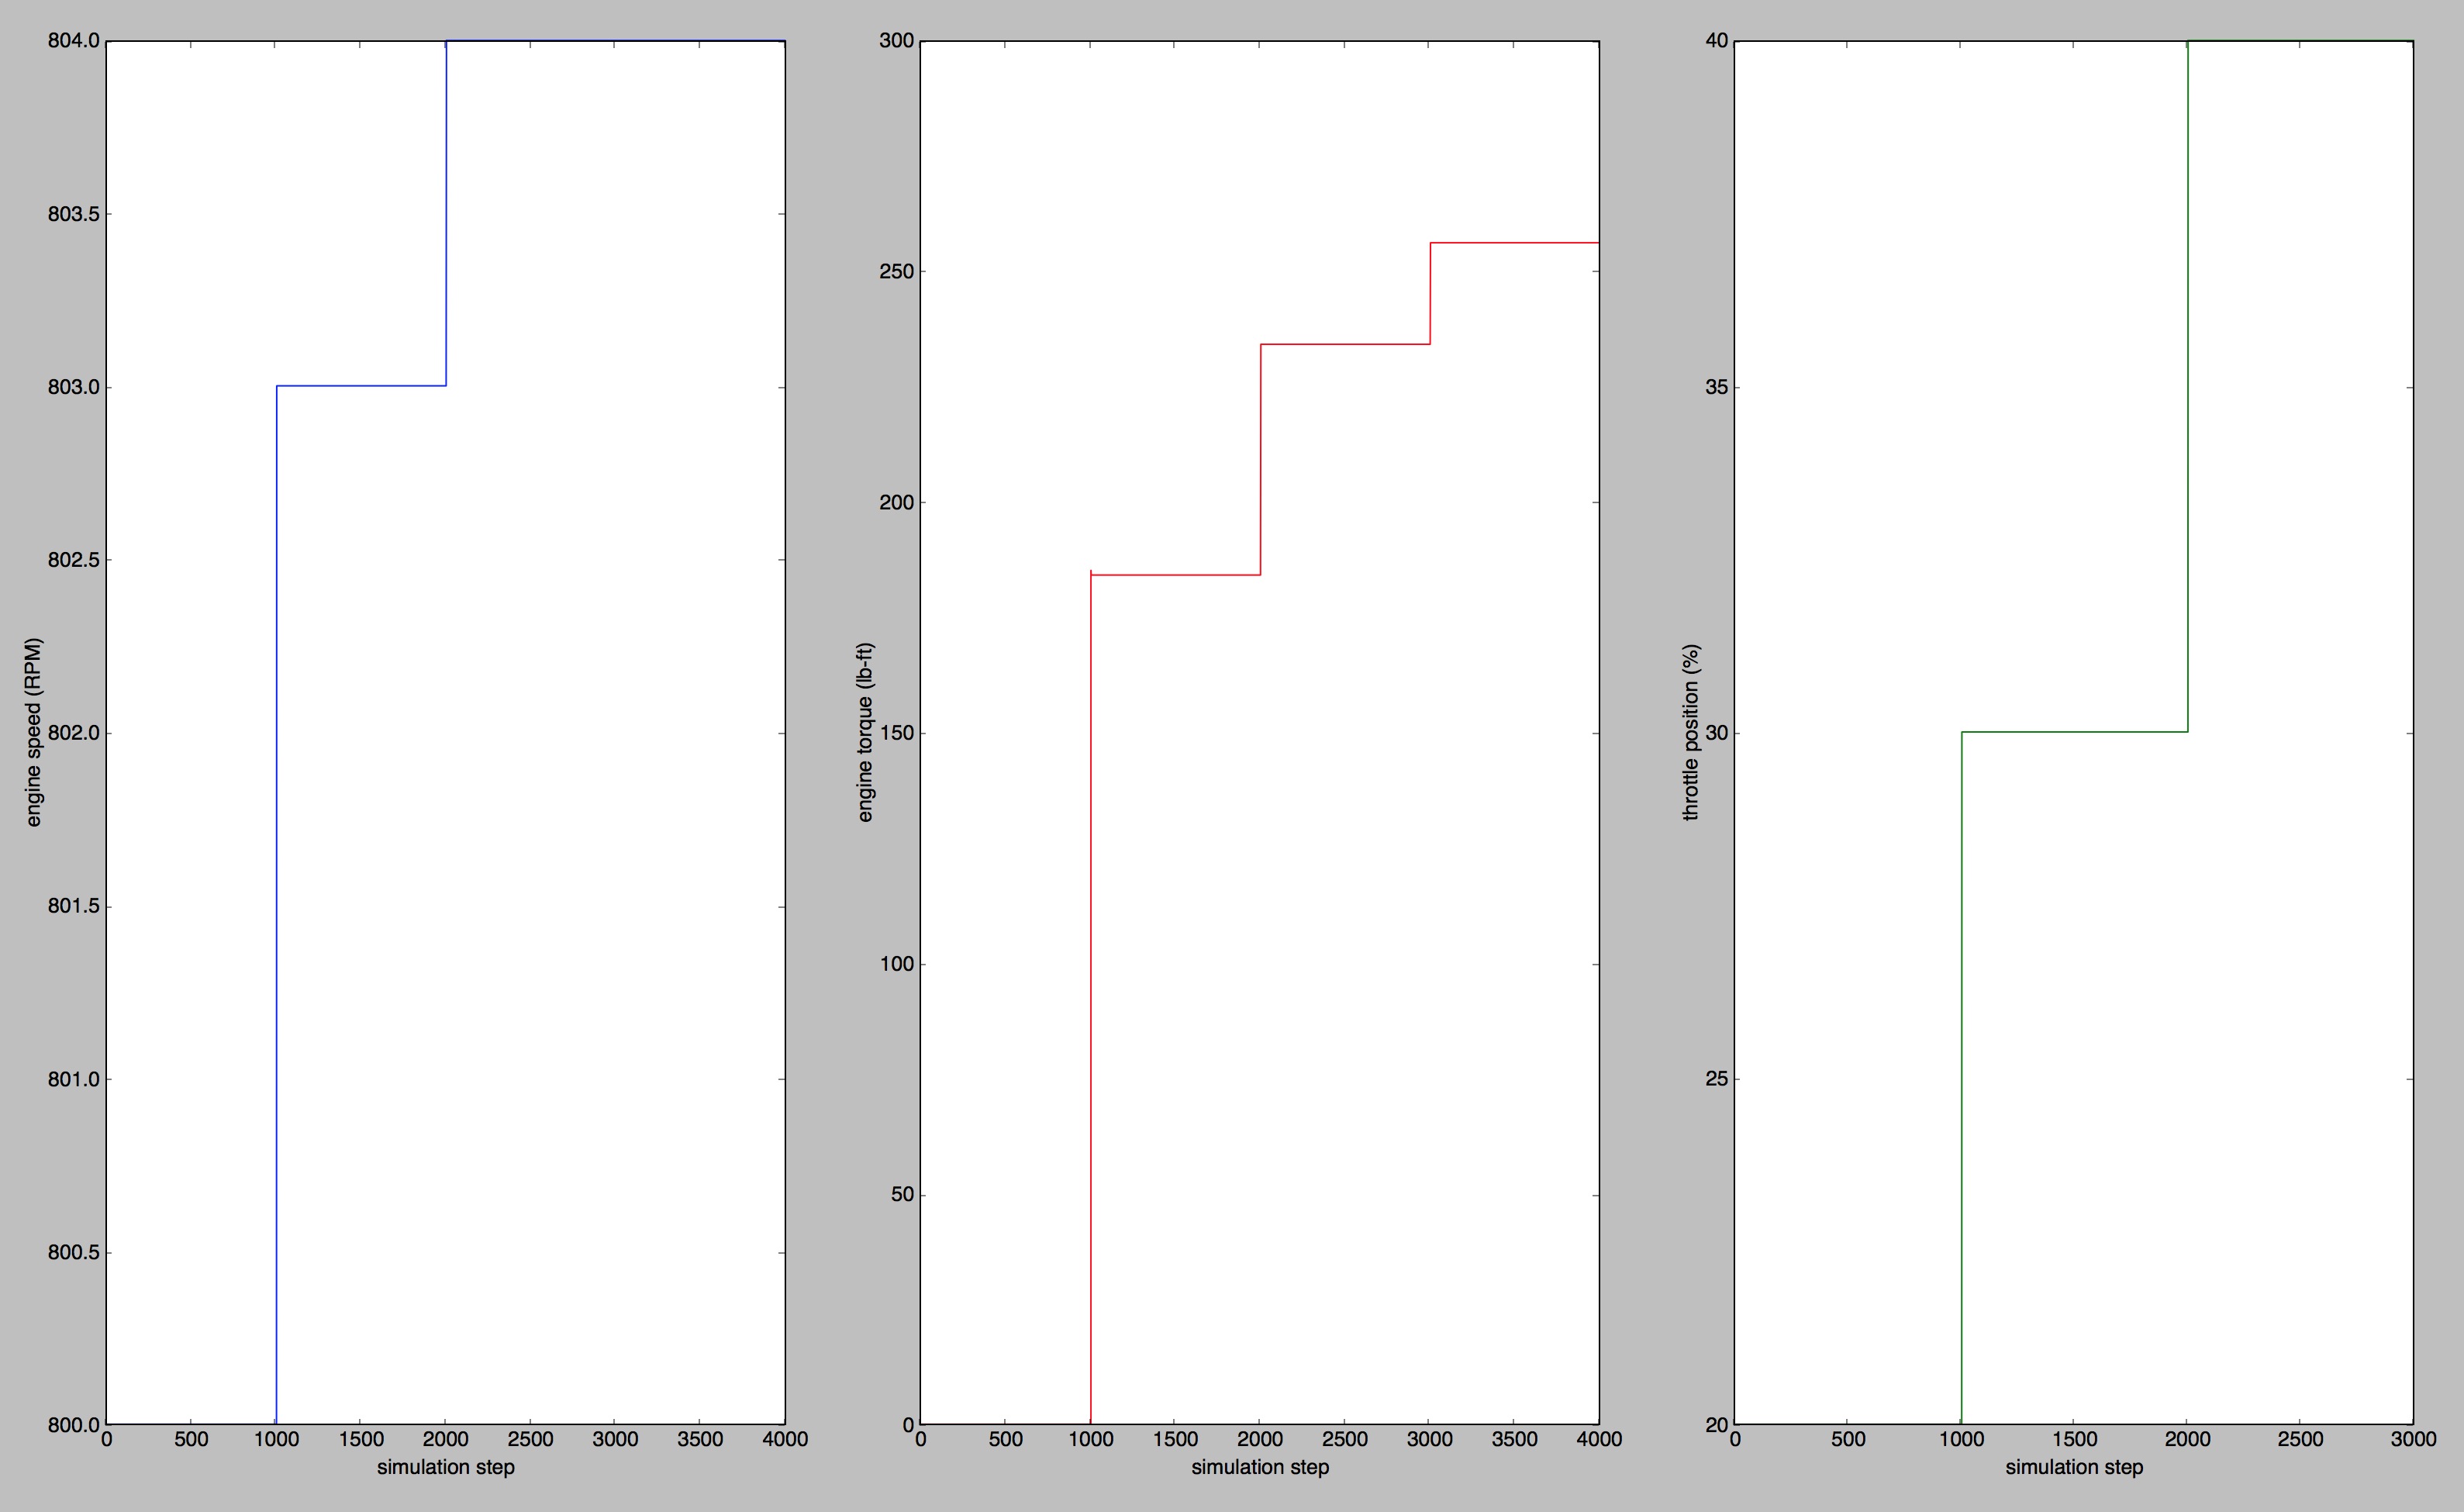 804.0
803.5
803.0
802.5
802.0
801.5
801.0
800.5
800.0
engine speed (RPM)
0 500 1000 1500 2000 2500 3000 3500 4000
simulation step
300
250
200
150
100
50
0
engine torque (lb-ft)
0 500 1000 1500 2000 2500 3000 3500 4000
simulation step
40
35
30
25
20
throttle position (%)
0 500 1000 1500 2000 2500 3000
simulation step